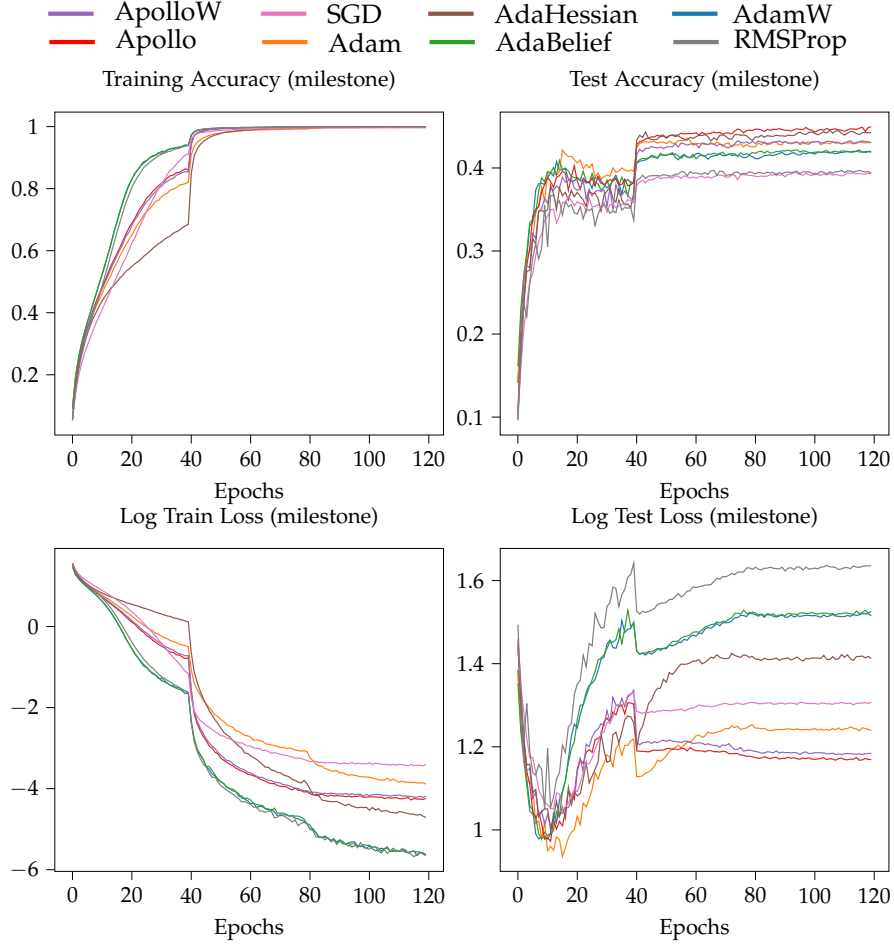 ApolloW SGD AdaHessian AdamW
Apollo Adam AdaBelief RMSProp
Training Accuracy (milestone) Test Accuracy (milestone)
1
0.8
0.6
0.4
0.2
0 20 40 60 80 100 120
Epochs
0.4
0.3
0.2
0.1
0 20 40 60 80 100 120
Epochs
Log Train Loss (milestone) Log Test Loss (milestone)
0
−2
−4
−6
0 20 40 60 80 100 120
Epochs
1.6
1.4
1.2
1
0 20 40 60 80 100 120
Epochs